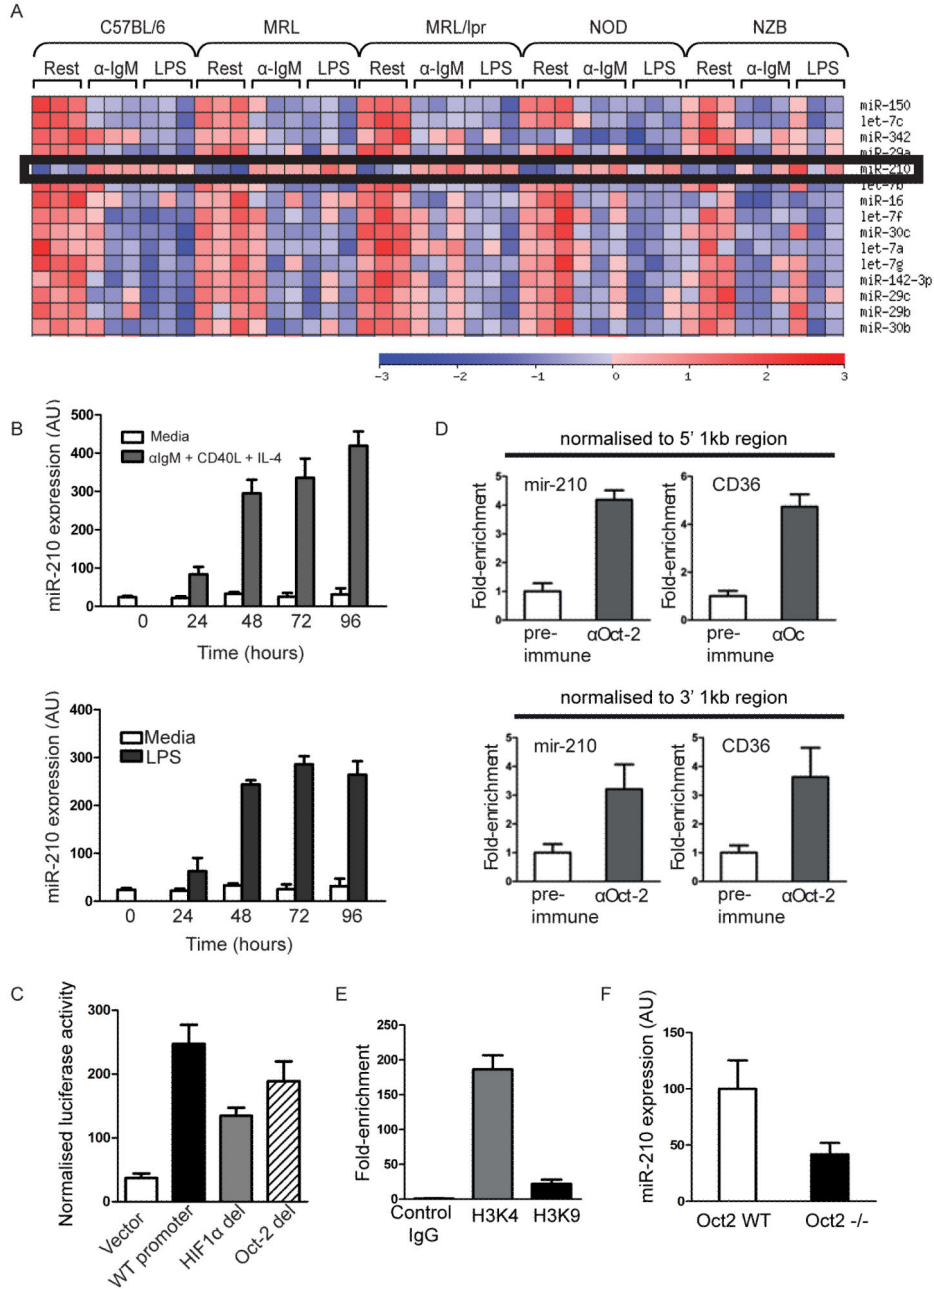 A
C57BL/6 MRL MRL/lpr NOD NZB
Rest α-IgM LPS Rest α-IgM LPS Rest α-IgM LPS Rest α-IgM LPS Rest α-IgM LPS
miR-150
let-7c
miR-342
miR-29a
miR-210
let-7b
miR-16
let-7f
miR-30c
let-7a
let-7g
miR-142-3p
miR-29c
miR-29b
miR-30b
-3 -2 -1 0 1 2 3
B
miR-210 expression (AU)
500
400
300
200
100
0
Media
αIgM + CD40L + IL-4
0 24 48 72 96
Time (hours)
miR-210 expression (AU)
400
300
200
100
0
Media
LPS
0 24 48 72 96
Time (hours)
D
normalised to 5' 1kb region
Fold-enrichment
5
4
3
2
1
0
mir-210
pre-immune αOct-2
Fold-enrichment
6
4
2
0
CD36
pre-immune αOc
normalised to 3' 1kb region
Fold-enrichment
5
4
3
2
1
0
mir-210
pre-immune αOct-2
Fold-enrichment
5
4
3
2
1
0
CD36
pre-immune αOct-2
C
Normalised luciferase activity
300
200
100
0
Vector
WT promoter
HIF1α del
Oct-2 del
E
Fold-enrichment
250
200
150
100
50
0
Control IgG H3K4 H3K9
F
miR-210 expression (AU)
150
100
50
0
Oct2 WT Oct2 -/-